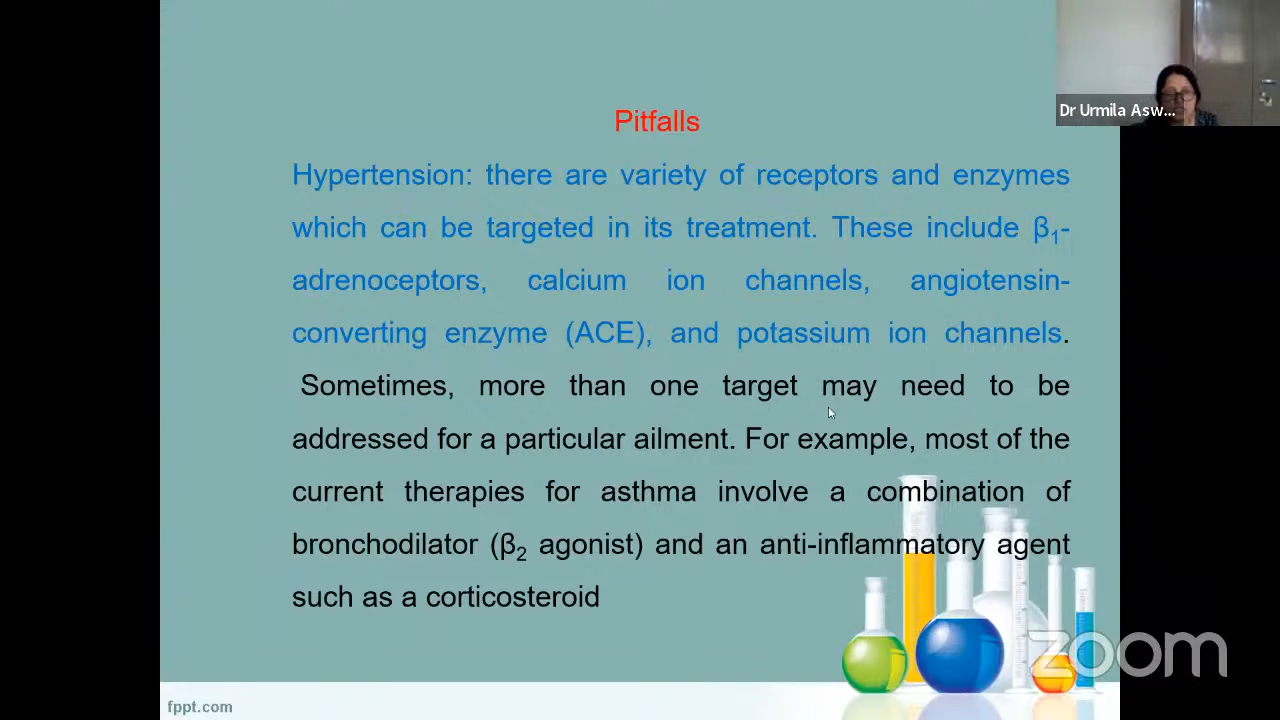 Dr Urmila Asw...
Pitfalls
Hypertension: there are variety of receptors and enzymes
which can be targeted in its treatment. These include β₁-
adrenoceptors, calcium ion channels, angiotensin-
converting enzyme (ACE), and potassium ion channels.
Sometimes, more than one target may need to be
addressed for a particular ailment. For example, most of the
current therapies for asthma involve a combination of
bronchodilator (β₂ agonist) and an anti-inflammatory agent
such as a corticosteroid
zoom
fppt.com